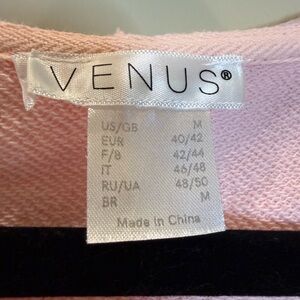 VENUS®
US/GB M
EUR 40/42
F/B 42/44
IT 46/48
RU/UA 48/50
BR M
Made in China